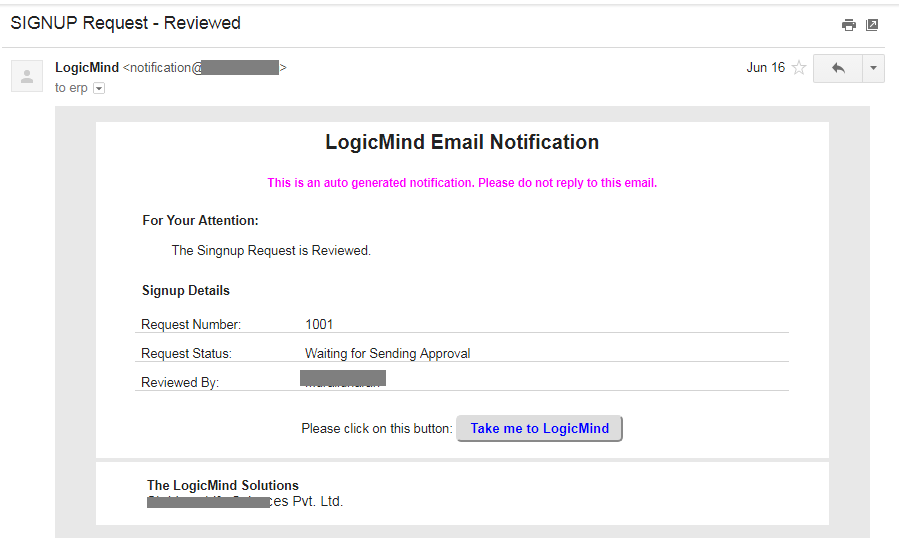 SIGNUP Request - Reviewed
LogicMind <notification@ >
Jun 16
to erp
LogicMind Email Notification
This is an auto generated notification. Please do not reply to this email.
For Your Attention:
The Singnup Request is Reviewed.
Signup Details
Request Number: 1001
Request Status: Waiting for Sending Approval
Reviewed By:
Please click on this button: Take me to LogicMind
The LogicMind Solutions
Pvt. Ltd.